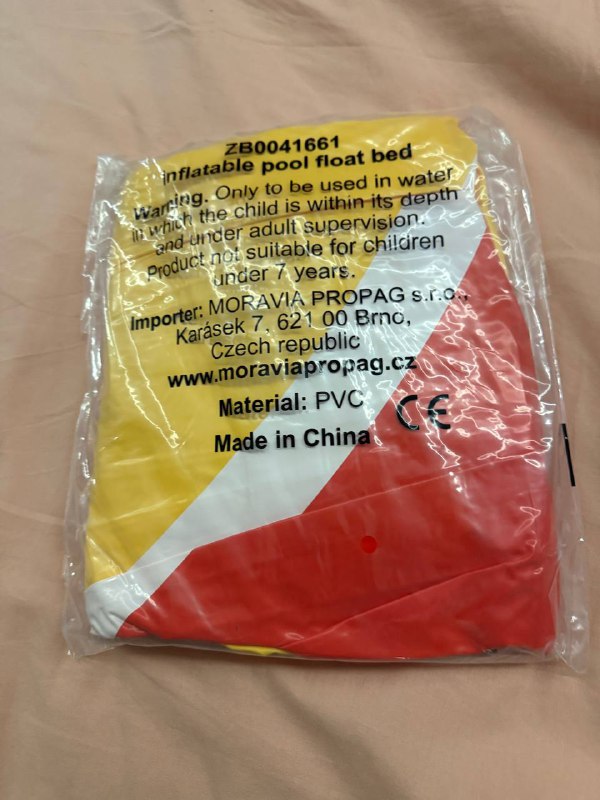 ZB0041661
inflatable pool float bed
Warning. Only to be used in water
in which the child is within its depth
and under adult supervision.
Product not suitable for children
under 7 years.
Importer: MORAVIA PROPAG s.r.o.,
Karásek 7, 621 00 Brno,
Czech republic
www.moraviapropag.cz
Material: PVC
CE
Made in China